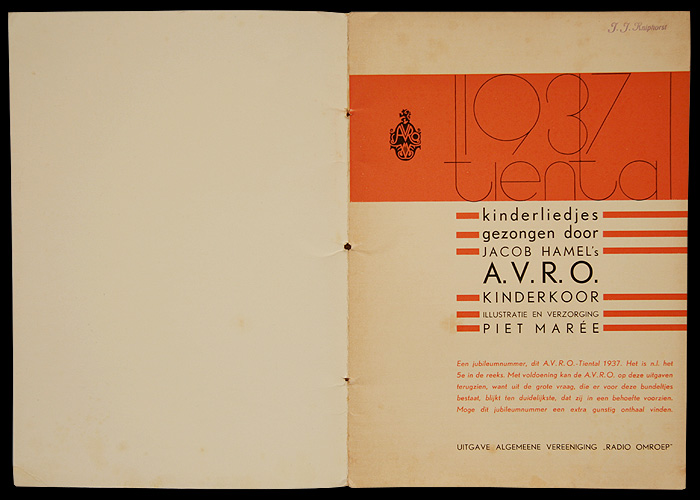 J. J. Kniphorst
1937
tiental
AVRO
kinderliedjes
gezongen door
JACOB HAMEL's
A.V.R.O.
KINDERKOOR
ILLUSTRATIE EN VERZORGING
PIET MARÉE
Een jubileumnummer, dit A.V.R.O.-Tiental 1937. Het is n.l. het
5e in de reeks. Met voldoening kan de A.V.R.O. op deze uitgaven
terugzien, want uit de grote vraag, die er voor deze bundeltjes
bestaat, blijkt ten duidelijkste, dat zij in een behoefte voorzien.
Moge dit jubileumnummer een extra gunstig onthaal vinden.
UITGAVE ALGEMEENE VEREENIGING „RADIO OMROEP"